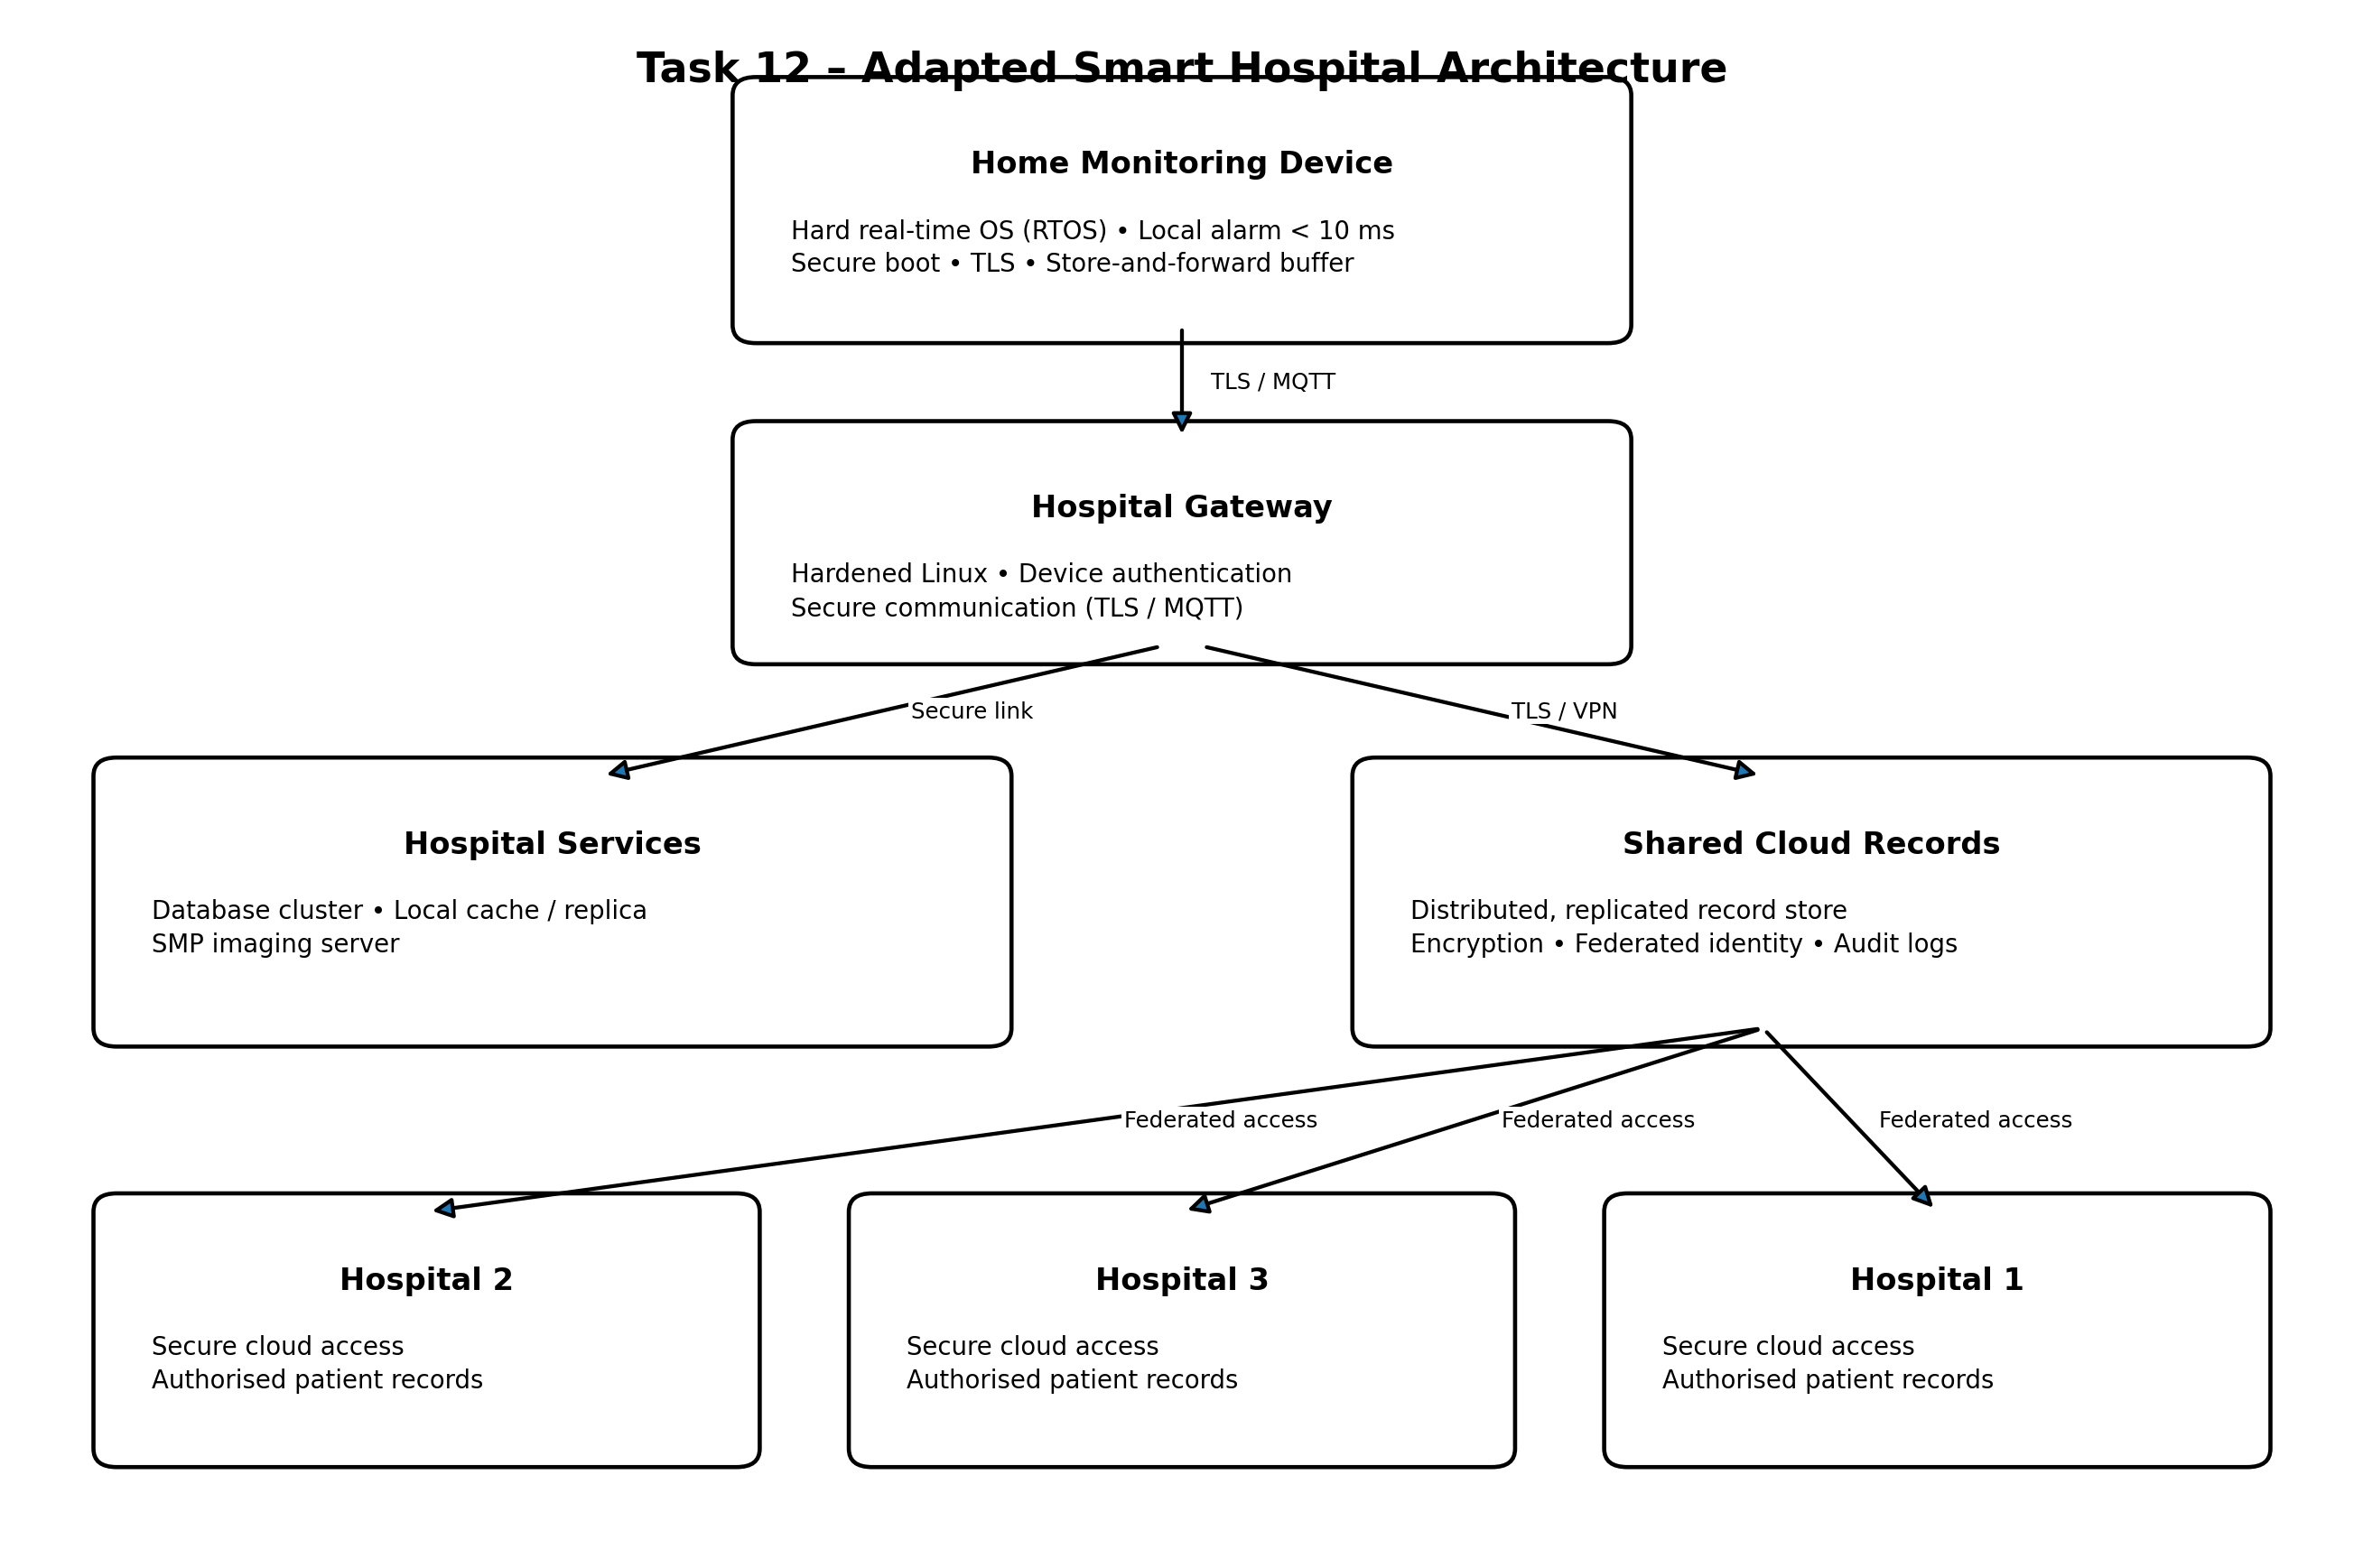 Task 12 – Adapted Smart Hospital Architecture
Home Monitoring Device
Hard real-time OS (RTOS) • Local alarm < 10 ms
Secure boot • TLS • Store-and-forward buffer
TLS / MQTT
Hospital Gateway
Hardened Linux • Device authentication
Secure communication (TLS / MQTT)
Secure link
TLS / VPN
Hospital Services
Database cluster • Local cache / replica
SMP imaging server
Shared Cloud Records
Distributed, replicated record store
Encryption • Federated identity • Audit logs
Federated access
Federated access
Federated access
Hospital 2
Secure cloud access
Authorised patient records
Hospital 3
Secure cloud access
Authorised patient records
Hospital 1
Secure cloud access
Authorised patient records